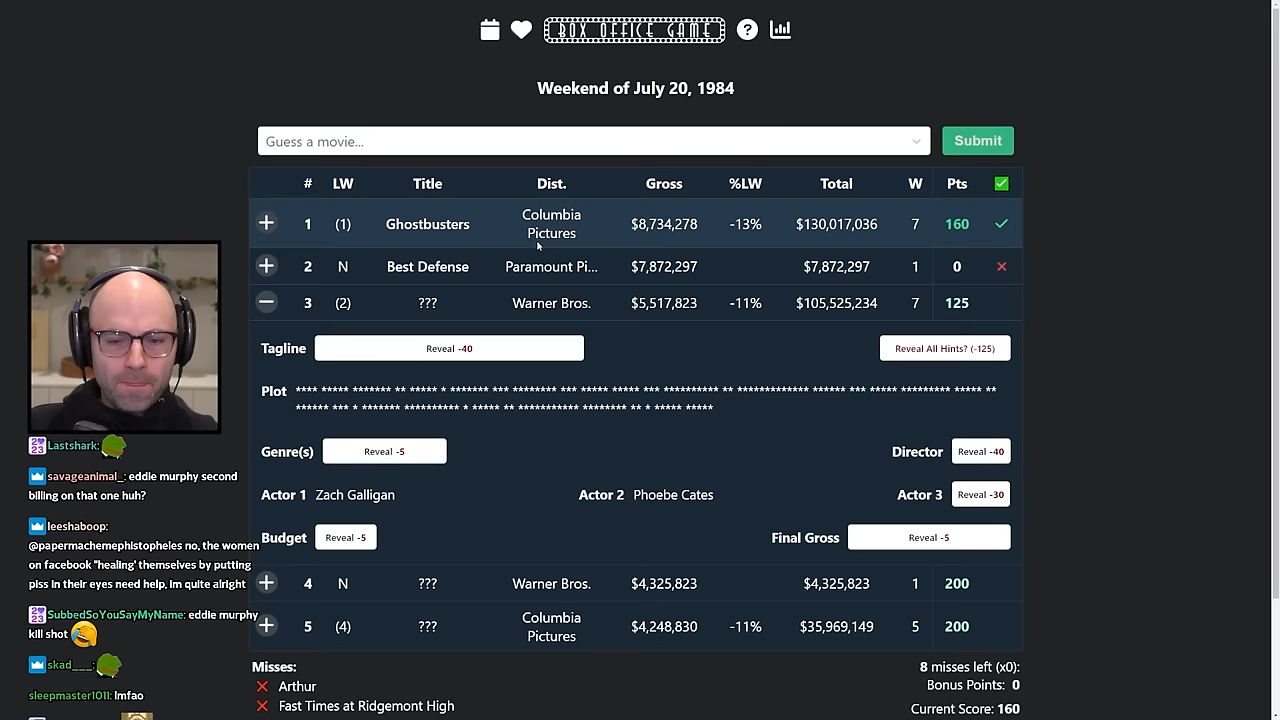 BOX OFFICE GAME
Weekend of July 20, 1984
Guess a movie...
Submit
# LW Title Dist. Gross %LW Total W Pts
1 (1) Ghostbusters Columbia Pictures $8,734,278 -13% $130,017,036 7 160
2 N Best Defense Paramount Pi... $7,872,297 $7,872,297 1 0
3 (2) ??? Warner Bros. $5,517,823 -11% $105,525,234 7 125
Tagline Reveal -40 Reveal All Hints? (-125)
Plot **** ***** ******* ** ***** * ******* *** ******** *** ***** ***** *** ********** ** ************* ***** *** ***** ********* ***** **
****** *** * ******* ********** * ***** ** *********** ******** ** * ***** *****
Genre(s) Reveal -5 Director Reveal -40
Actor 1 Zach Galligan Actor 2 Phoebe Cates Actor 3 Reveal -30
Budget Reveal -5 Final Gross Reveal -5
4 N ??? Warner Bros. $4,325,823 $4,325,823 1 200
5 (4) ??? Columbia Pictures $4,248,830 -11% $35,969,149 5 200
Misses:
Arthur
Fast Times at Ridgemont High
8 misses left (x0):
Bonus Points: 0
Current Score: 160
Lastshark:
savageanimal_: eddie murphy second
billing on that one huh?
leeshaboop:
@papermachemephistopheles no, the women
on facebook "healing' themselves by putting
piss in their eyes need help, im quite alright
SubbedSoYouSayMyName: eddie murphy
kill shot
skad___:
sleepmaster1011: lmfao